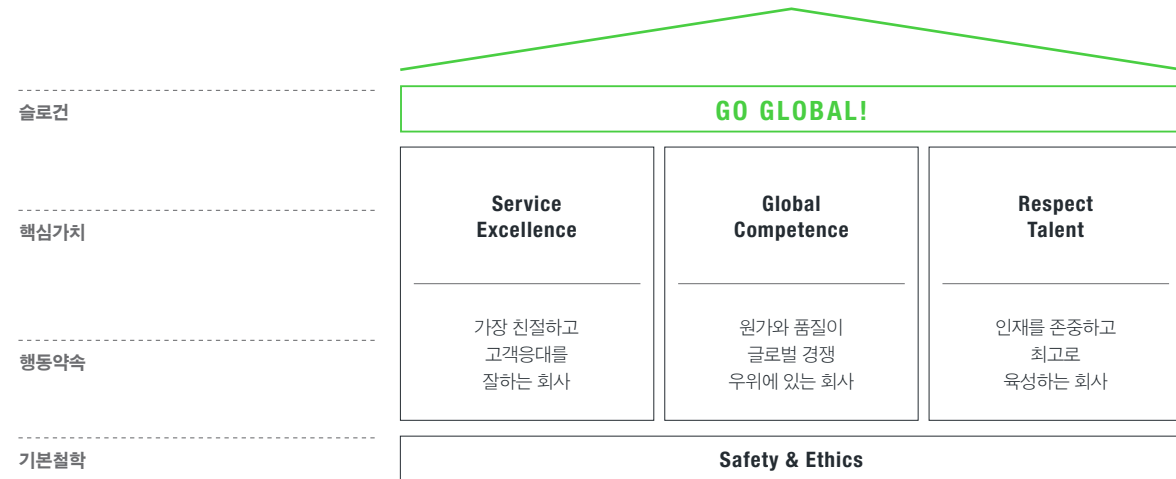 슬로건
GO GLOBAL!
핵심가치
Service
Excellence
Global
Competence
Respect
Talent
행동약속
가장 친절하고
고객응대를
잘하는 회사
원가와 품질이
글로벌 경쟁
우위에 있는 회사
인재를 존중하고
최고로
육성하는 회사
기본철학
Safety & Ethics